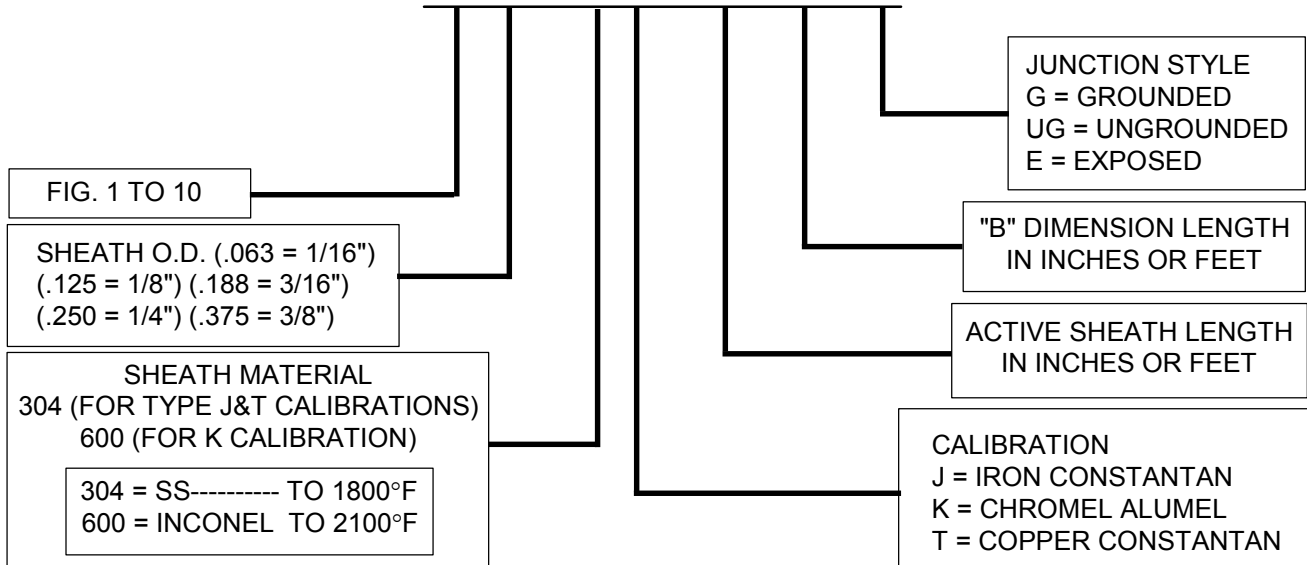 FIG. 1 TO 10
SHEATH O.D. (.063 = 1/16")
(.125 = 1/8") (.188 = 3/16")
(.250 = 1/4") (.375 = 3/8")
SHEATH MATERIAL
304 (FOR TYPE J&T CALIBRATIONS)
600 (FOR K CALIBRATION)
304 = SS---------- TO 1800°F
600 = INCONEL TO 2100°F
JUNCTION STYLE
G = GROUNDED
UG = UNGROUNDED
E = EXPOSED
"B" DIMENSION LENGTH
IN INCHES OR FEET
ACTIVE SHEATH LENGTH
IN INCHES OR FEET
CALIBRATION
J = IRON CONSTANTAN
K = CHROMEL ALUMEL
T = COPPER CONSTANTAN